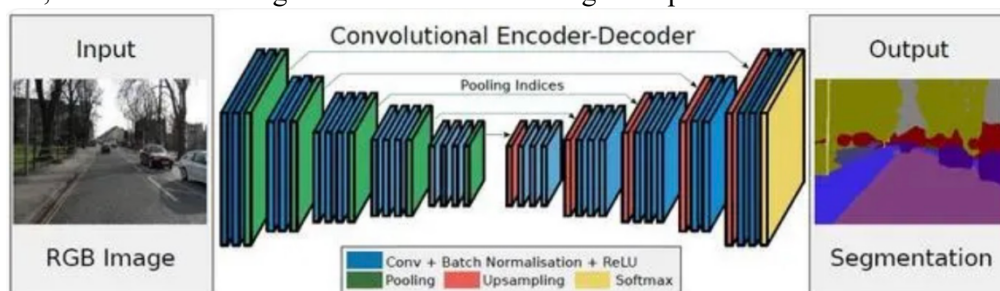 Input
Convolutional Encoder-Decoder
Output
Pooling Indices
RGB Image
Segmentation
Conv + Batch Normalisation + ReLU
Pooling Upsampling Softmax